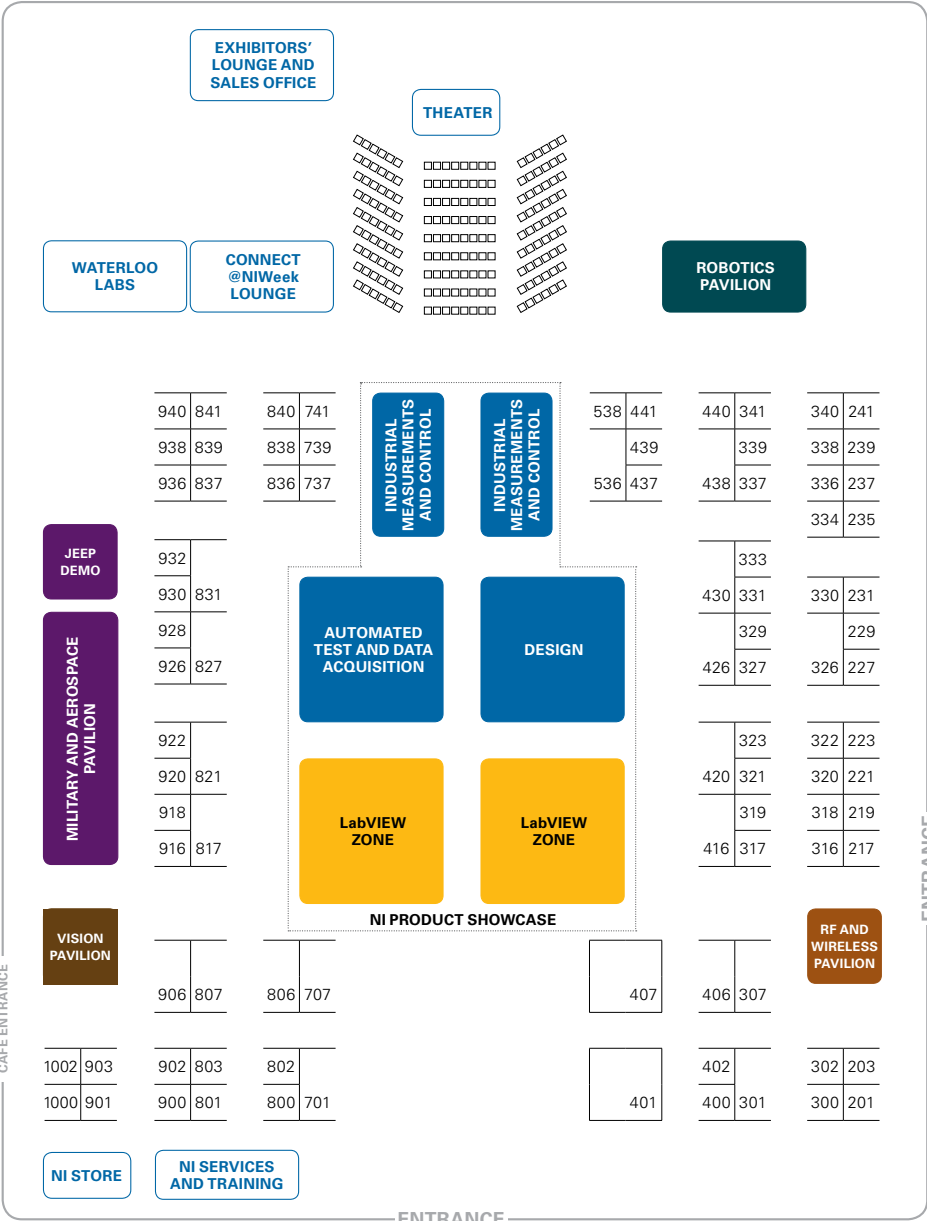 EXHIBITORS'
LOUNGE AND
SALES OFFICE
THEATER
WATERLOO
LABS
CONNECT
@NIWeek
LOUNGE
ROBOTICS
PAVILION
940 841 840 741 538 441 440 341 340 241
938 839 838 739 439 339 338 239
936 837 836 737 536 437 438 337 336 237
334 235
INDUSTRIAL
MEASUREMENTS
AND CONTROL
INDUSTRIAL
MEASUREMENTS
AND CONTROL
JEEP
DEMO
932 333
930 831 430 331 330 231
928 329 229
926 827 426 327 326 227
AUTOMATED
TEST AND DATA
ACQUISITION
DESIGN
MILITARY AND AEROSPACE
PAVILION
922 323 322 223
920 821 420 321 320 221
918 319 318 219
916 817 416 317 316 217
LabVIEW
ZONE
LabVIEW
ZONE
NI PRODUCT SHOWCASE
ENTRANCE
VISION
PAVILION
RF AND
WIRELESS
PAVILION
906 807 806 707 407 406 307
CAFE ENTRANCE
1002 903 902 803 802 402 302 203
1000 901 900 801 800 701 401 400 301 300 201
NI STORE
NI SERVICES
AND TRAINING
ENTRANCE